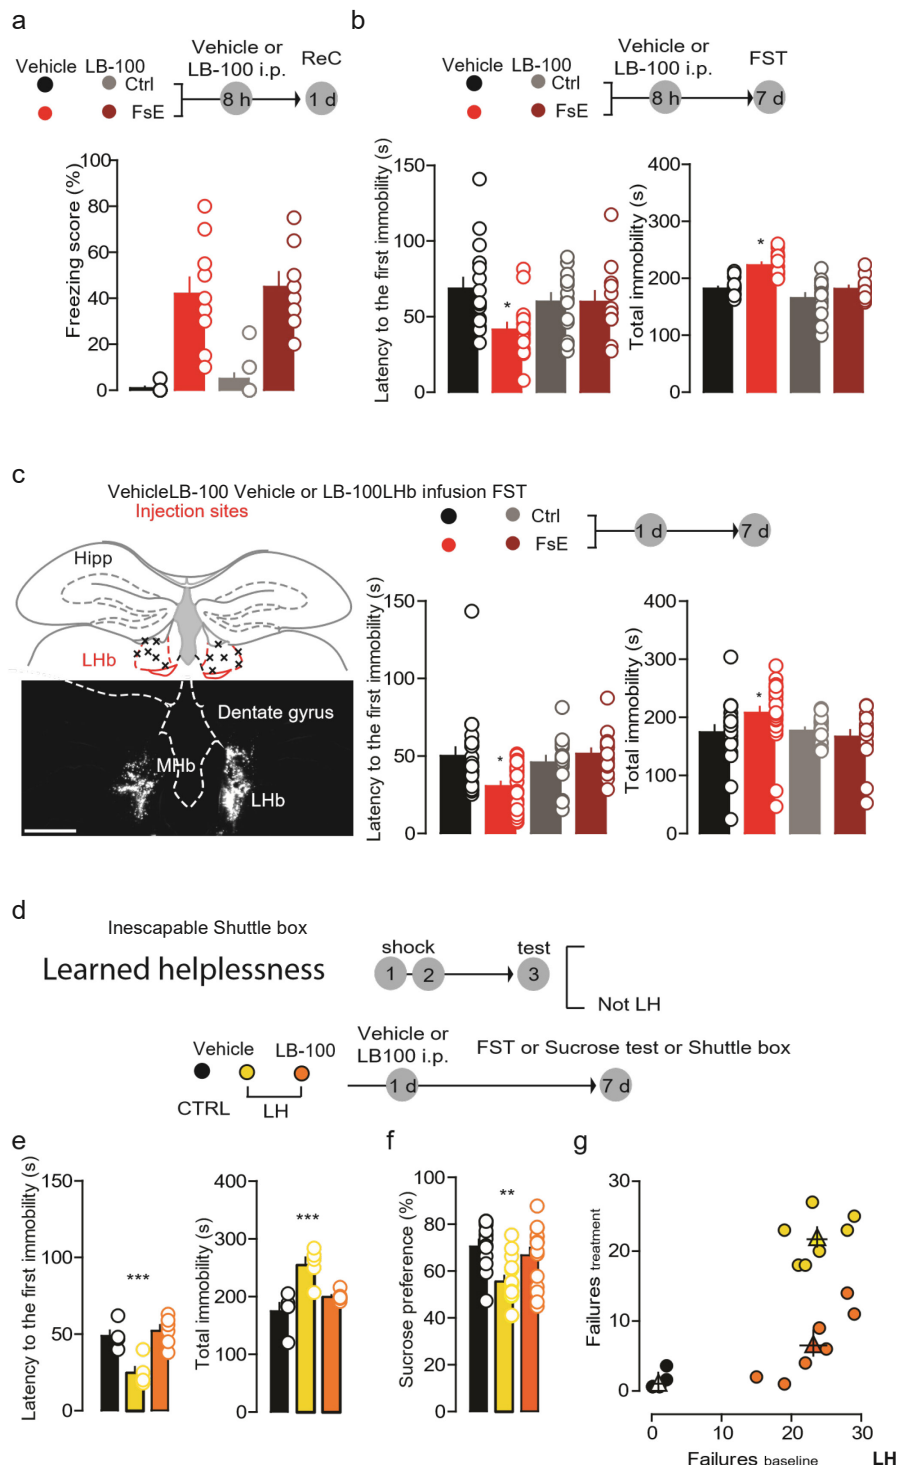 a
Vehicle or
LB-100 i.p.
ReC
Vehicle LB-100
Ctrl
FsE
8 h
1 d
Freezing score (%)
100
80
60
40
20
0
b
Vehicle or
LB-100 i.p.
FST
Vehicle LB-100
Ctrl
FsE
8 h
7 d
Latency to the first immobility (s)
150
100
50
0
*
Total immobility (s)
400
300
200
100
0
*
c
VehicleLB-100 Vehicle or LB-100LHb infusion FST
Injection sites
Ctrl
FsE
1 d
7 d
Hipp
LHb
Dentate gyrus
MHb
LHb
Latency to the first immobility (s)
150
100
50
0
*
Total immobility (s)
400
300
200
100
0
*
d
Inescapable Shuttle box
Learned helplessness
shock
test
1
2
3
Not LH
Vehicle
LB-100
CTRL
LH
Vehicle or
LB100 i.p.
FST or Sucrose test or Shuttle box
1 d
7 d
e
Latency to the first immobility (s)
150
100
50
0
***
Total immobility (s)
400
300
200
100
0
***
f
Sucrose preference (%)
100
80
60
40
20
0
**
g
Failures treatment
30
20
10
0
0
10
20
30
Failures baseline
LH